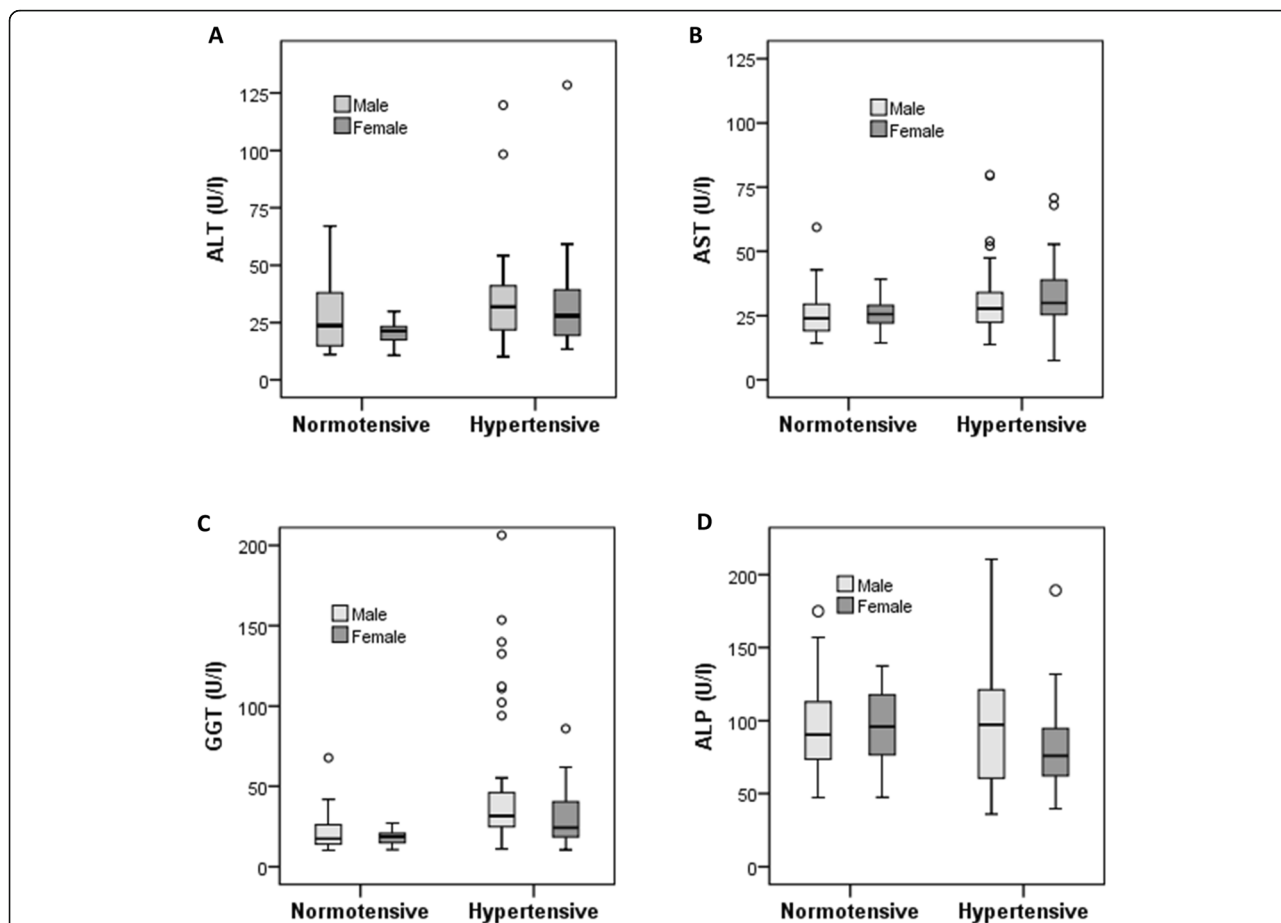 A
ALT (U/l)
125
100
75
50
25
0
Male
Female
Normotensive Hypertensive
B
AST (U/l)
125
100
75
50
25
0
Male
Female
Normotensive Hypertensive
C
GGT (U/l)
200
150
100
50
0
Male
Female
Normotensive Hypertensive
D
ALP (U/l)
200
150
100
50
0
Male
Female
Normotensive Hypertensive